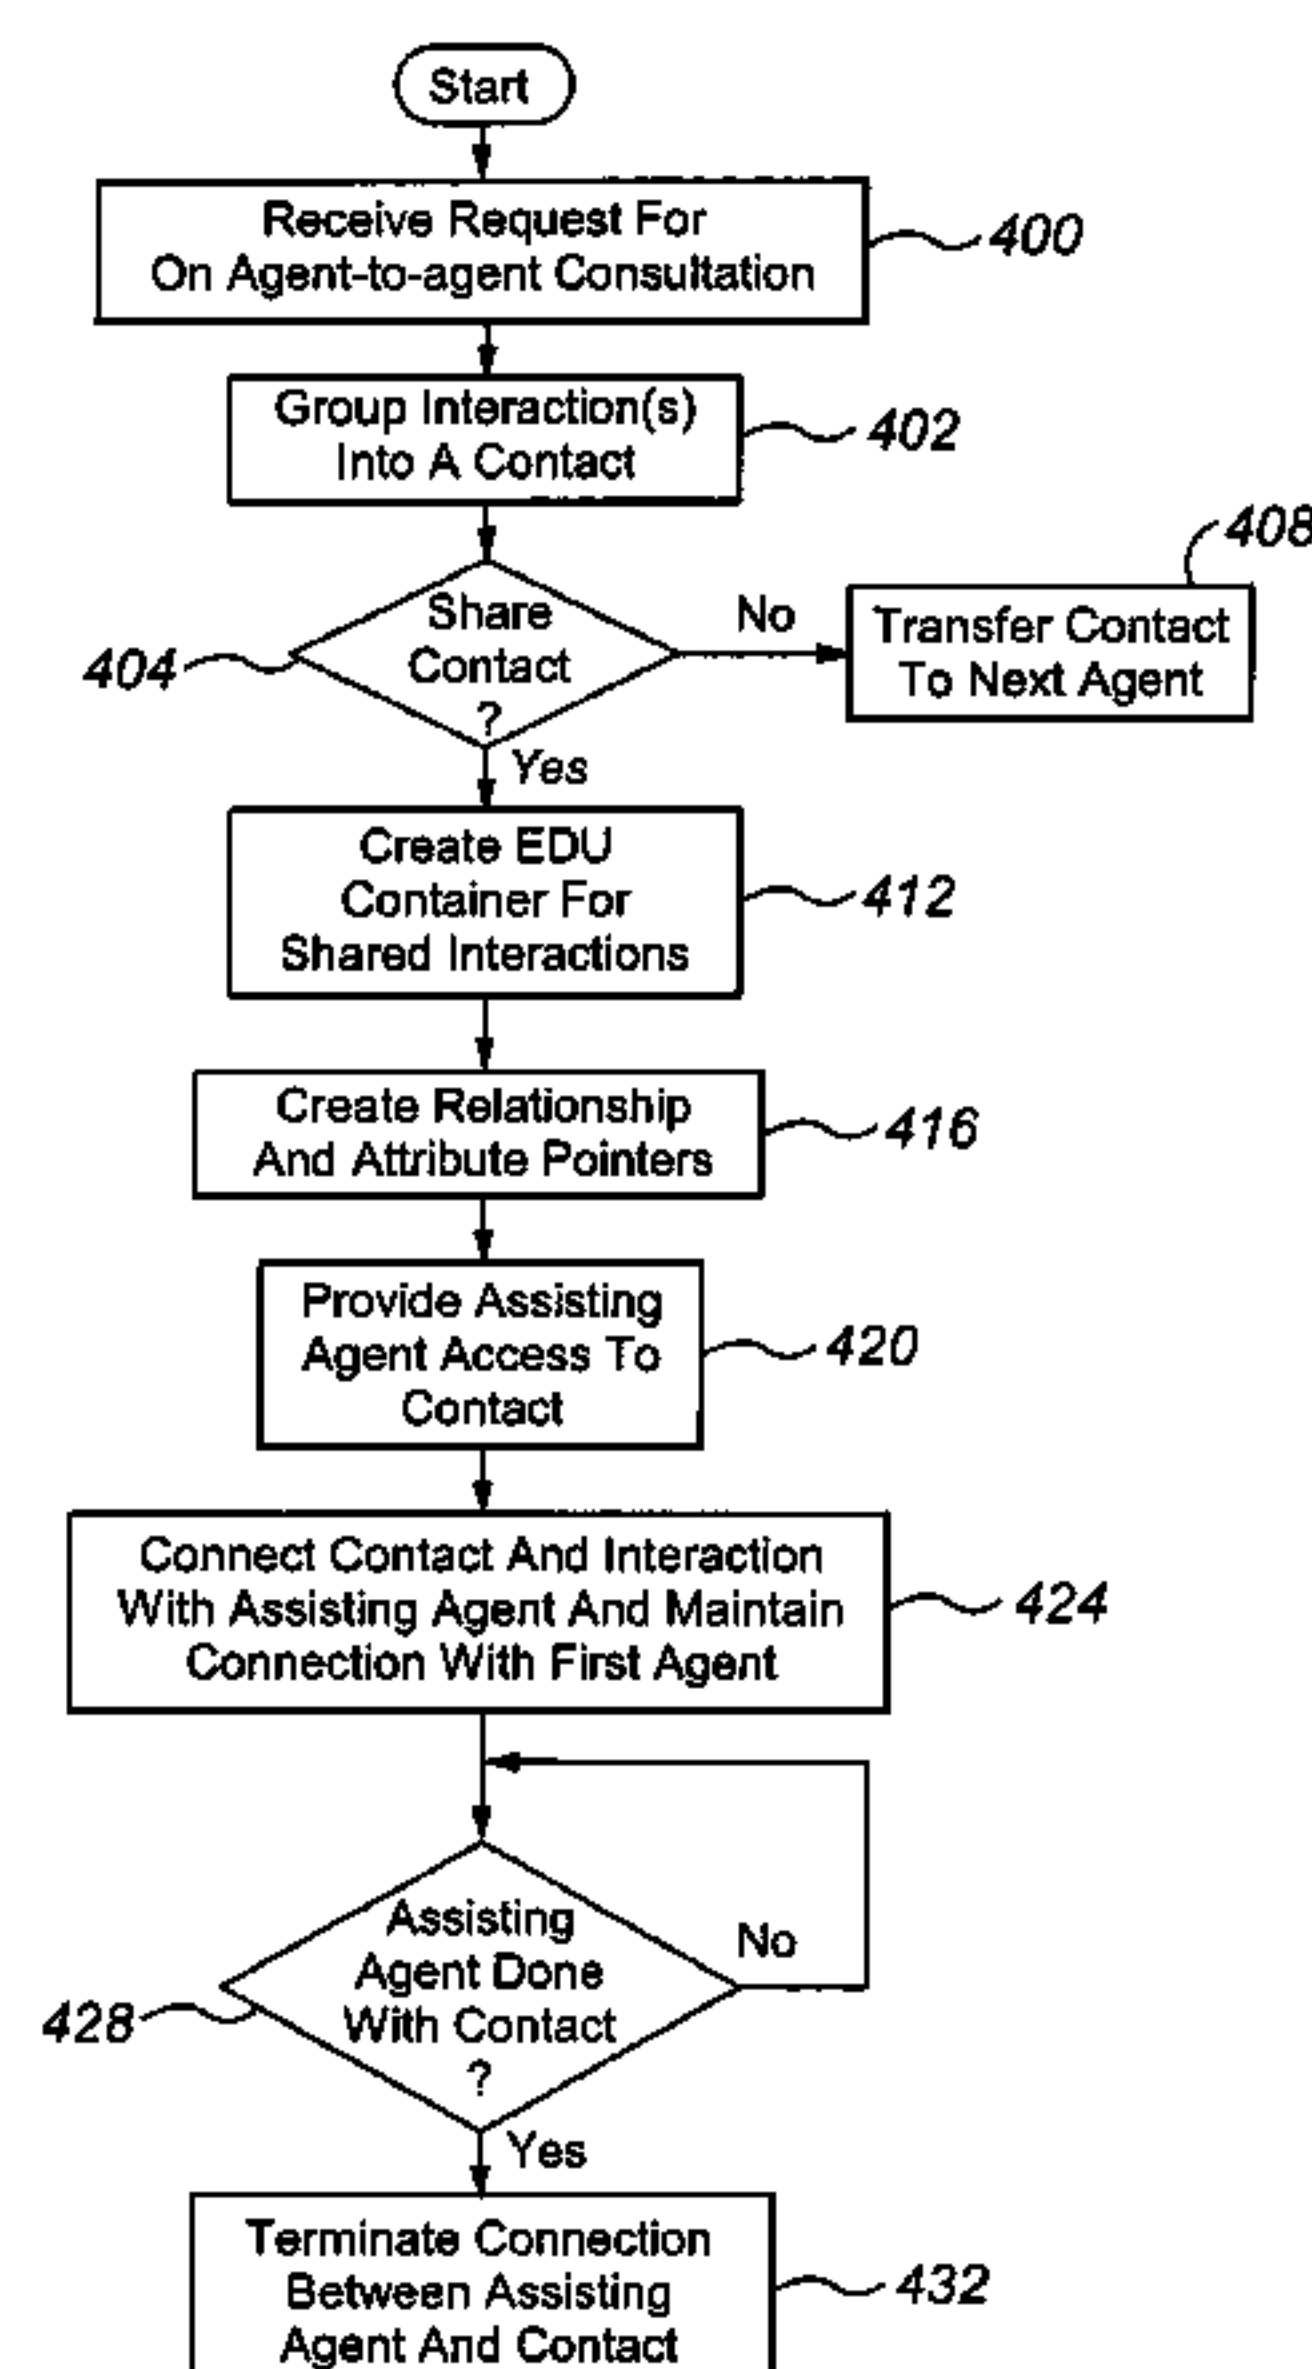 Start
Receive Request For
On Agent-to-agent Consultation
400
Group Interaction(s)
Into A Contact
402
408
Share
Contact
?
404
No
Transfer Contact
To Next Agent
Yes
Create EDU
Container For
Shared Interactions
412
Create Relationship
And Attribute Pointers
416
Provide Assisting
Agent Access To
Contact
420
Connect Contact And Interaction
With Assisting Agent And Maintain
Connection With First Agent
424
Assisting
Agent Done
With Contact
?
No
428
Yes
Terminate Connection
Between Assisting
Agent And Contact
432